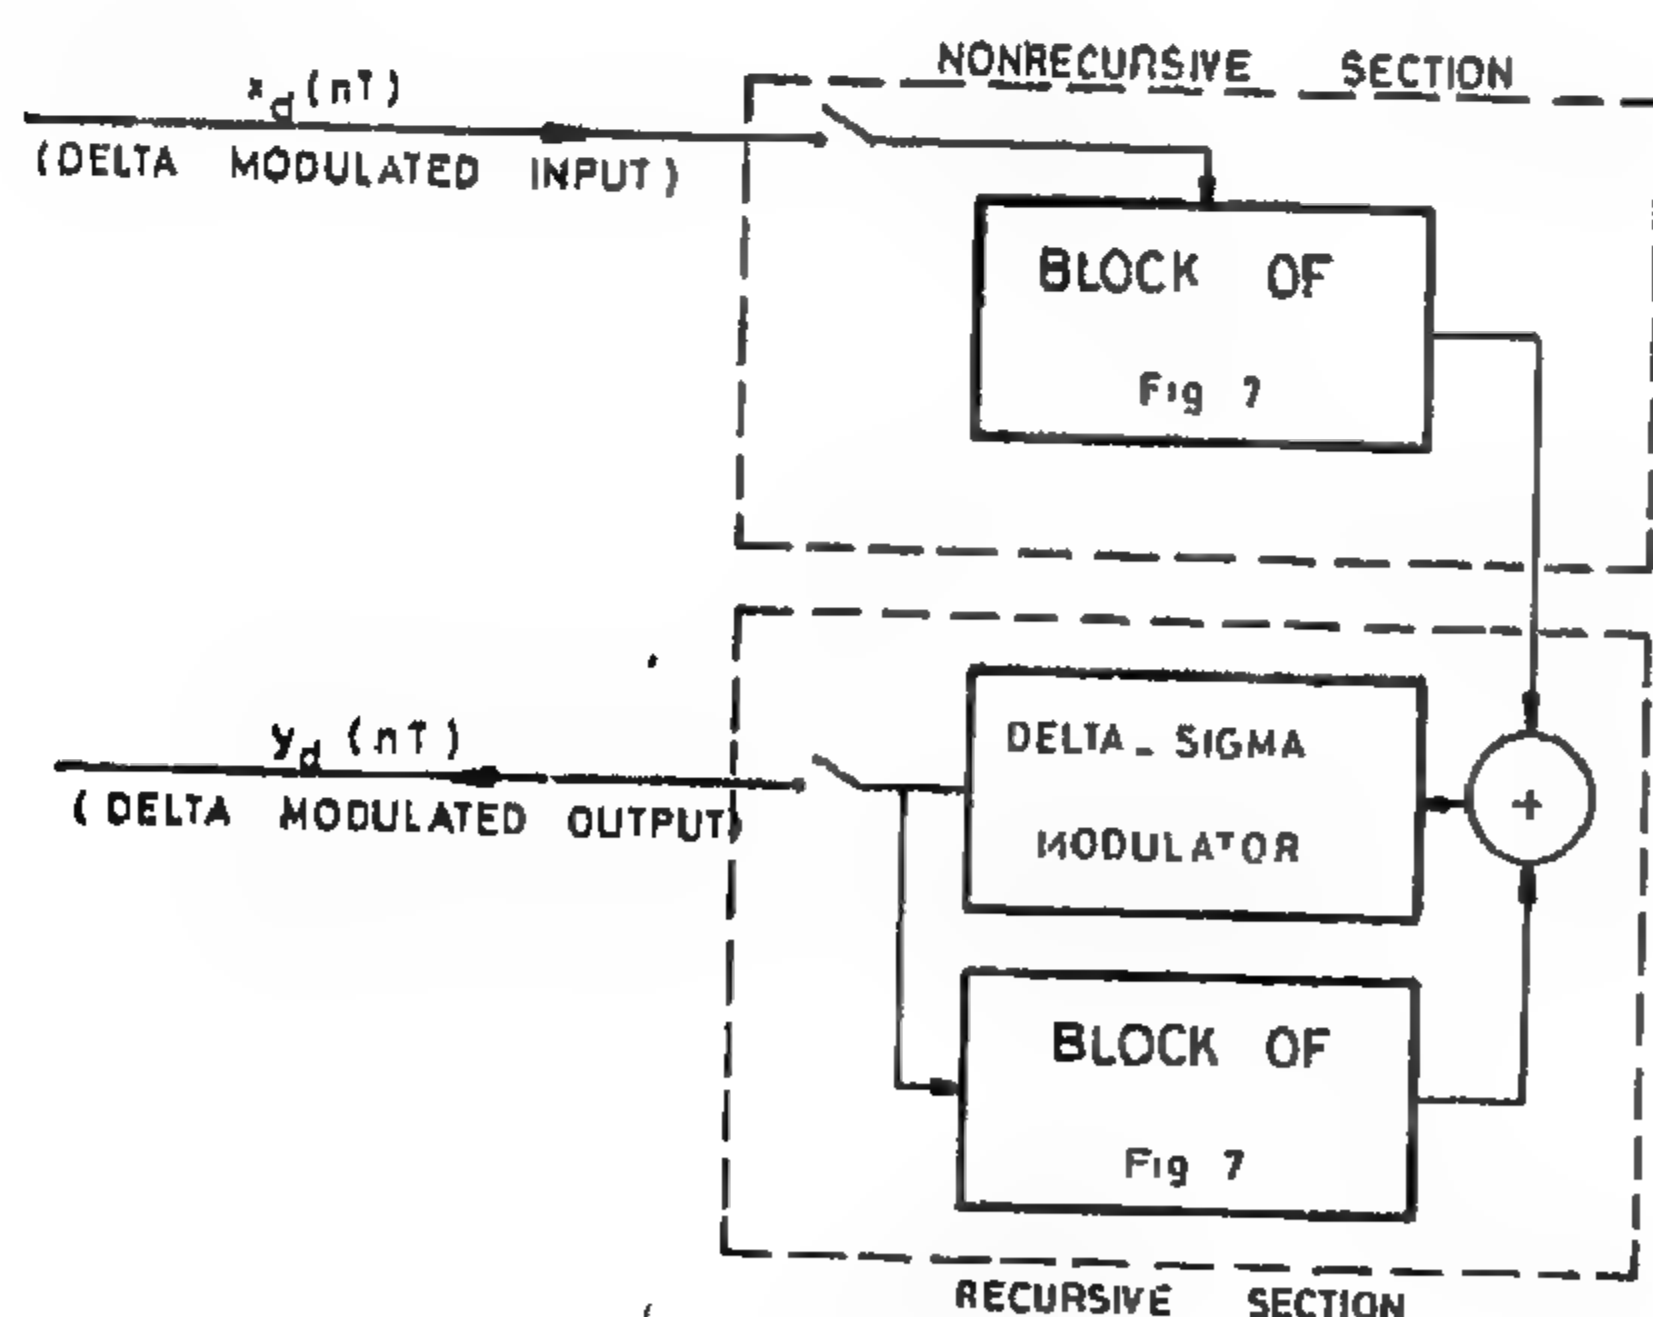 NONRECURSIVE SECTION
x_d (nT)
(DELTA MODULATED INPUT)
BLOCK OF
Fig 7
y_d (nT)
(DELTA MODULATED OUTPUT)
DELTA - SIGMA
MODULATOR
+
BLOCK OF
Fig 7
RECURSIVE SECTION